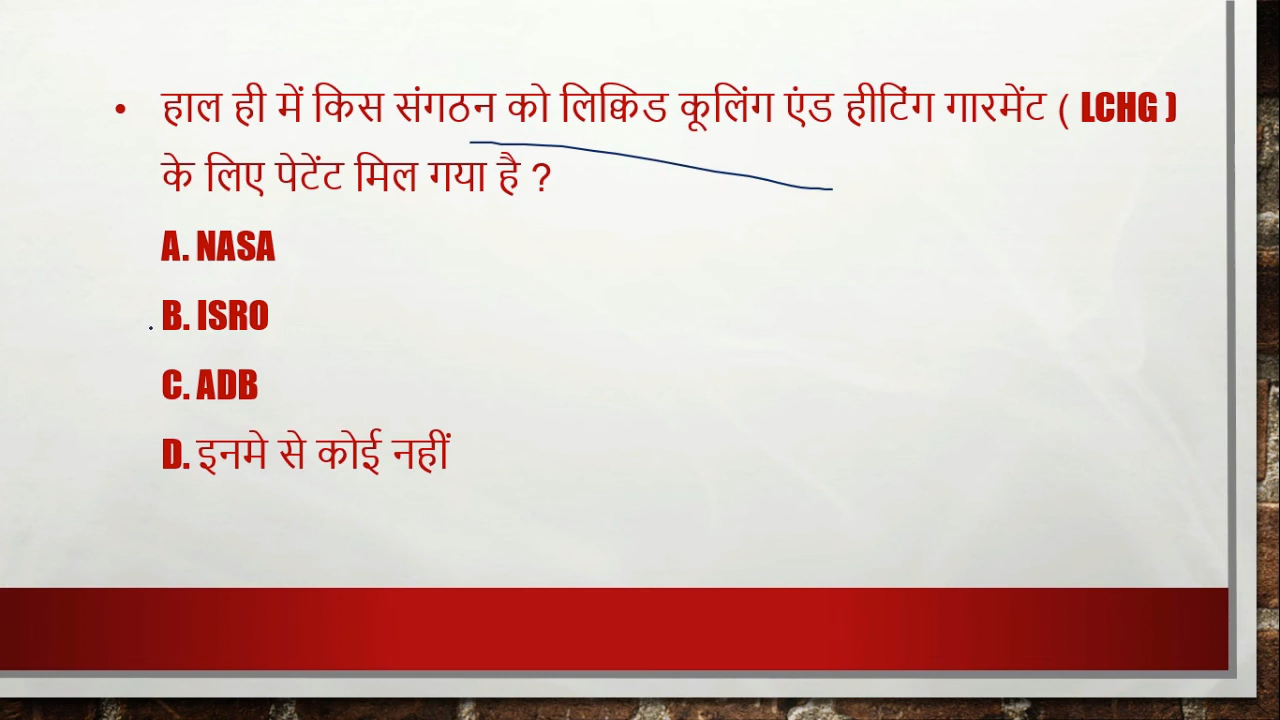 • हाल ही में किस संगठन को लिक्विड कूलिंग एंड हीटिंग गारमेंट ( LCHG )
के लिए पेटेंट मिल गया है ?
A. NASA
B. ISRO
C. ADB
D. इनमे से कोई नहीं